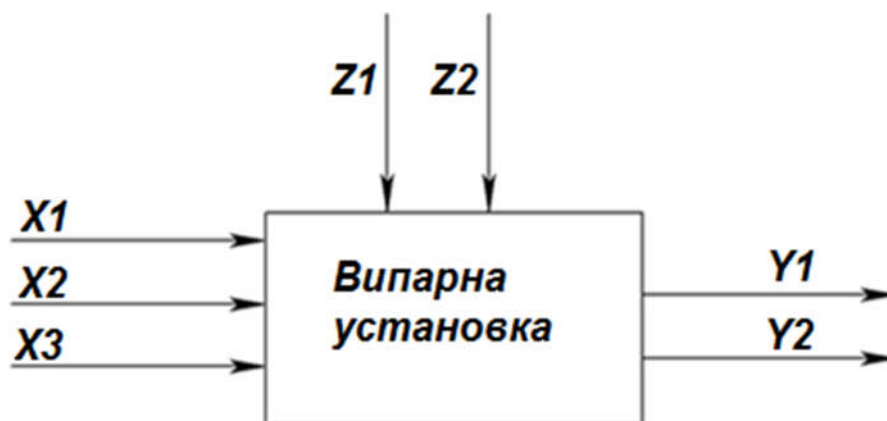 Z1 Z2
X1
X2
X3
Випарна
установка
Y1
Y2